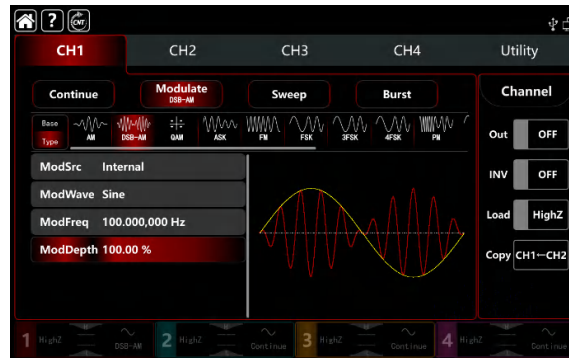 ? CNT
CH1 CH2 CH3 CH4 Utility
Continue Modulate Sweep Burst Channel
DSB-AM
Base
Type AM DSB-AM QAM ASK FM FSK 3FSK 4FSK PM
Out OFF
ModSrc Internal
INV OFF
ModWave Sine
ModFreq 100.000,000 Hz
Load HighZ
ModDepth 100.00 %
Copy CH1←CH2
1 HighZ DSB-AM 2 HighZ Continue 3 HighZ Continue 4 HighZ Continue